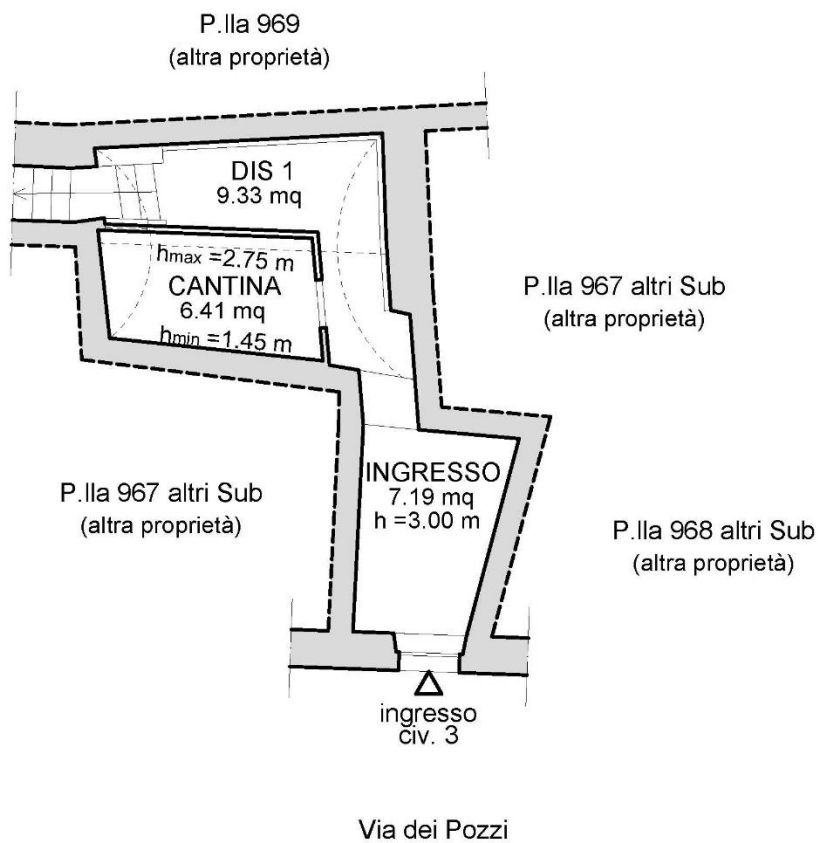 P.lla 969
(altra proprietà)
DIS 1
9.33 mq
hmax =2.75 m
CANTINA
6.41 mq
hmin =1.45 m
P.lla 967 altri Sub
(altra proprietà)
INGRESSO
7.19 mq
h =3.00 m
P.lla 967 altri Sub
(altra proprietà)
P.lla 968 altri Sub
(altra proprietà)
ingresso
civ. 3
Via dei Pozzi